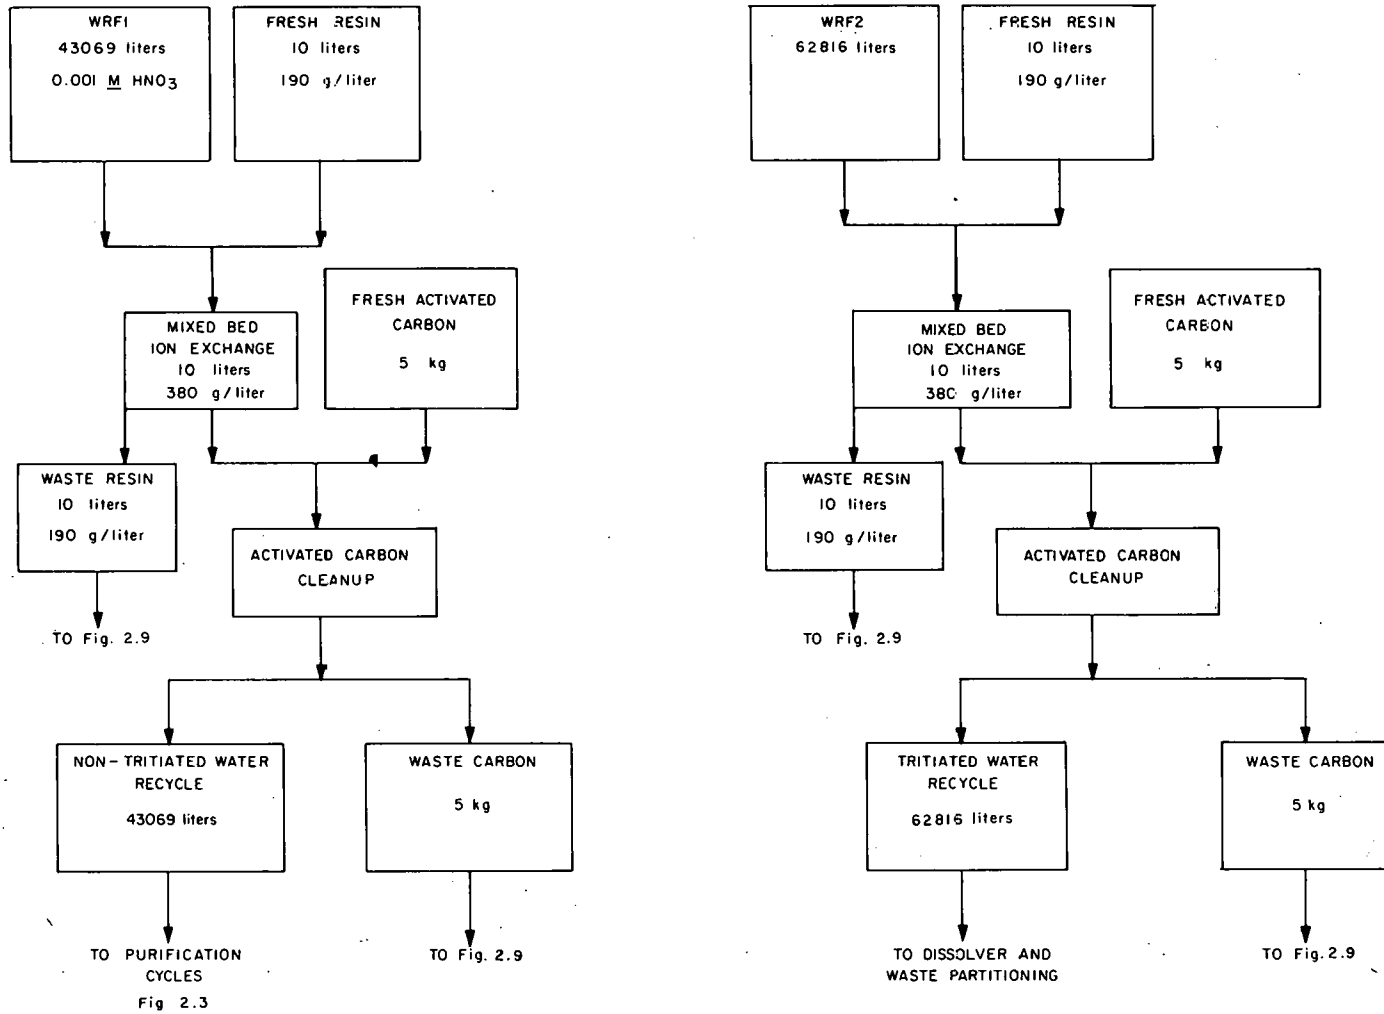 WRF1
43069 liters
0.001 M HNO3
FRESH RESIN
10 liters
190 g/liter
MIXED BED
ION EXCHANGE
10 liters
380 g/liter
FRESH ACTIVATED
CARBON
5 kg
WASTE RESIN
10 liters
190 g/liter
TO Fig. 2.9
ACTIVATED CARBON
CLEANUP
NON-TRITIATED WATER
RECYCLE
43069 liters
TO PURIFICATION
CYCLES
Fig 2.3
WASTE CARBON
5 kg
TO Fig. 2.9
WRF2
62816 liters
FRESH RESIN
10 liters
190 g/liter
MIXED BED
ION EXCHANGE
10 liters
380 g/liter
FRESH ACTIVATED
CARBON
5 kg
WASTE RESIN
10 liters
190 g/liter
TO Fig. 2.9
ACTIVATED CARBON
CLEANUP
TRITIATED WATER
RECYCLE
62816 liters
TO DISSOLVER AND
WASTE PARTITIONING
WASTE CARBON
5 kg
TO Fig. 2.9